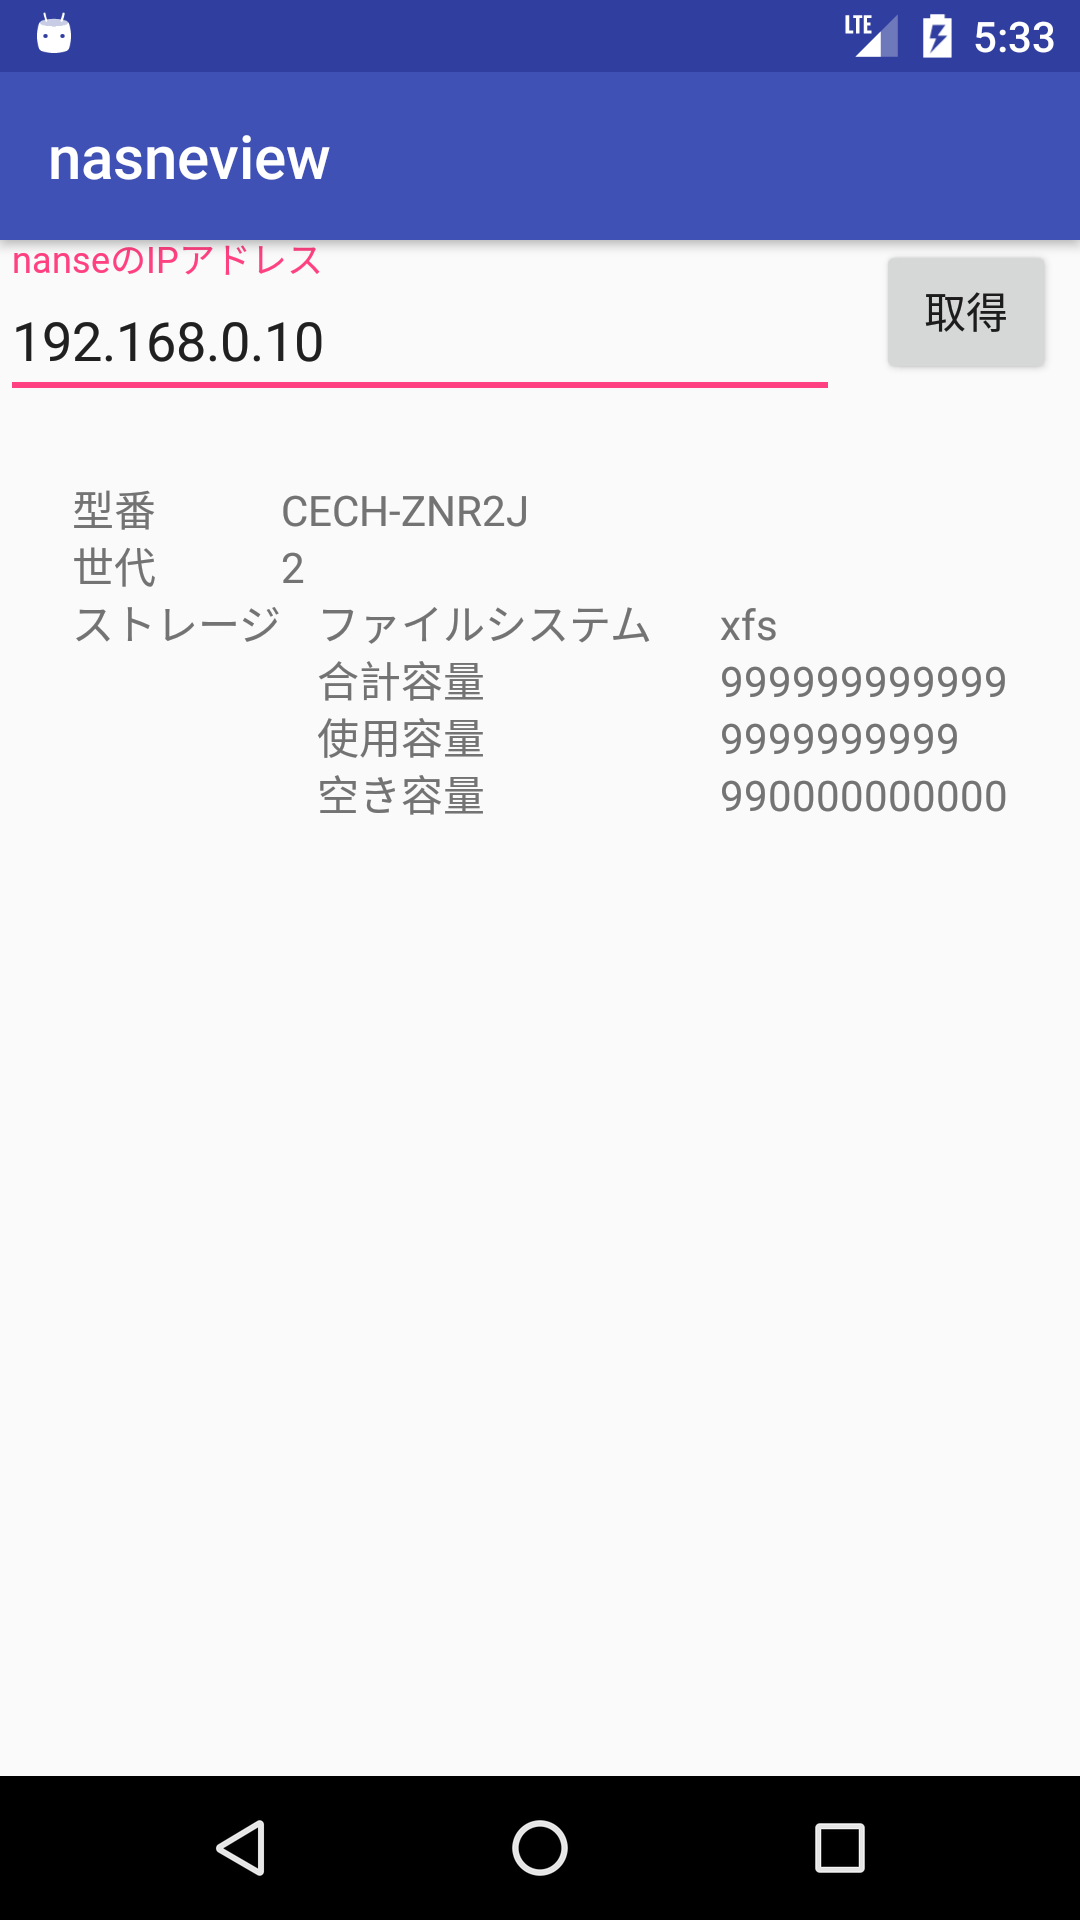 LTE 5:33
nasneview
nanseのIPアドレス
192.168.0.10
取得
型番 CECH-ZNR2J
世代 2
ストレージ ファイルシステム xfs
合計容量 999999999999
使用容量 9999999999
空き容量 990000000000